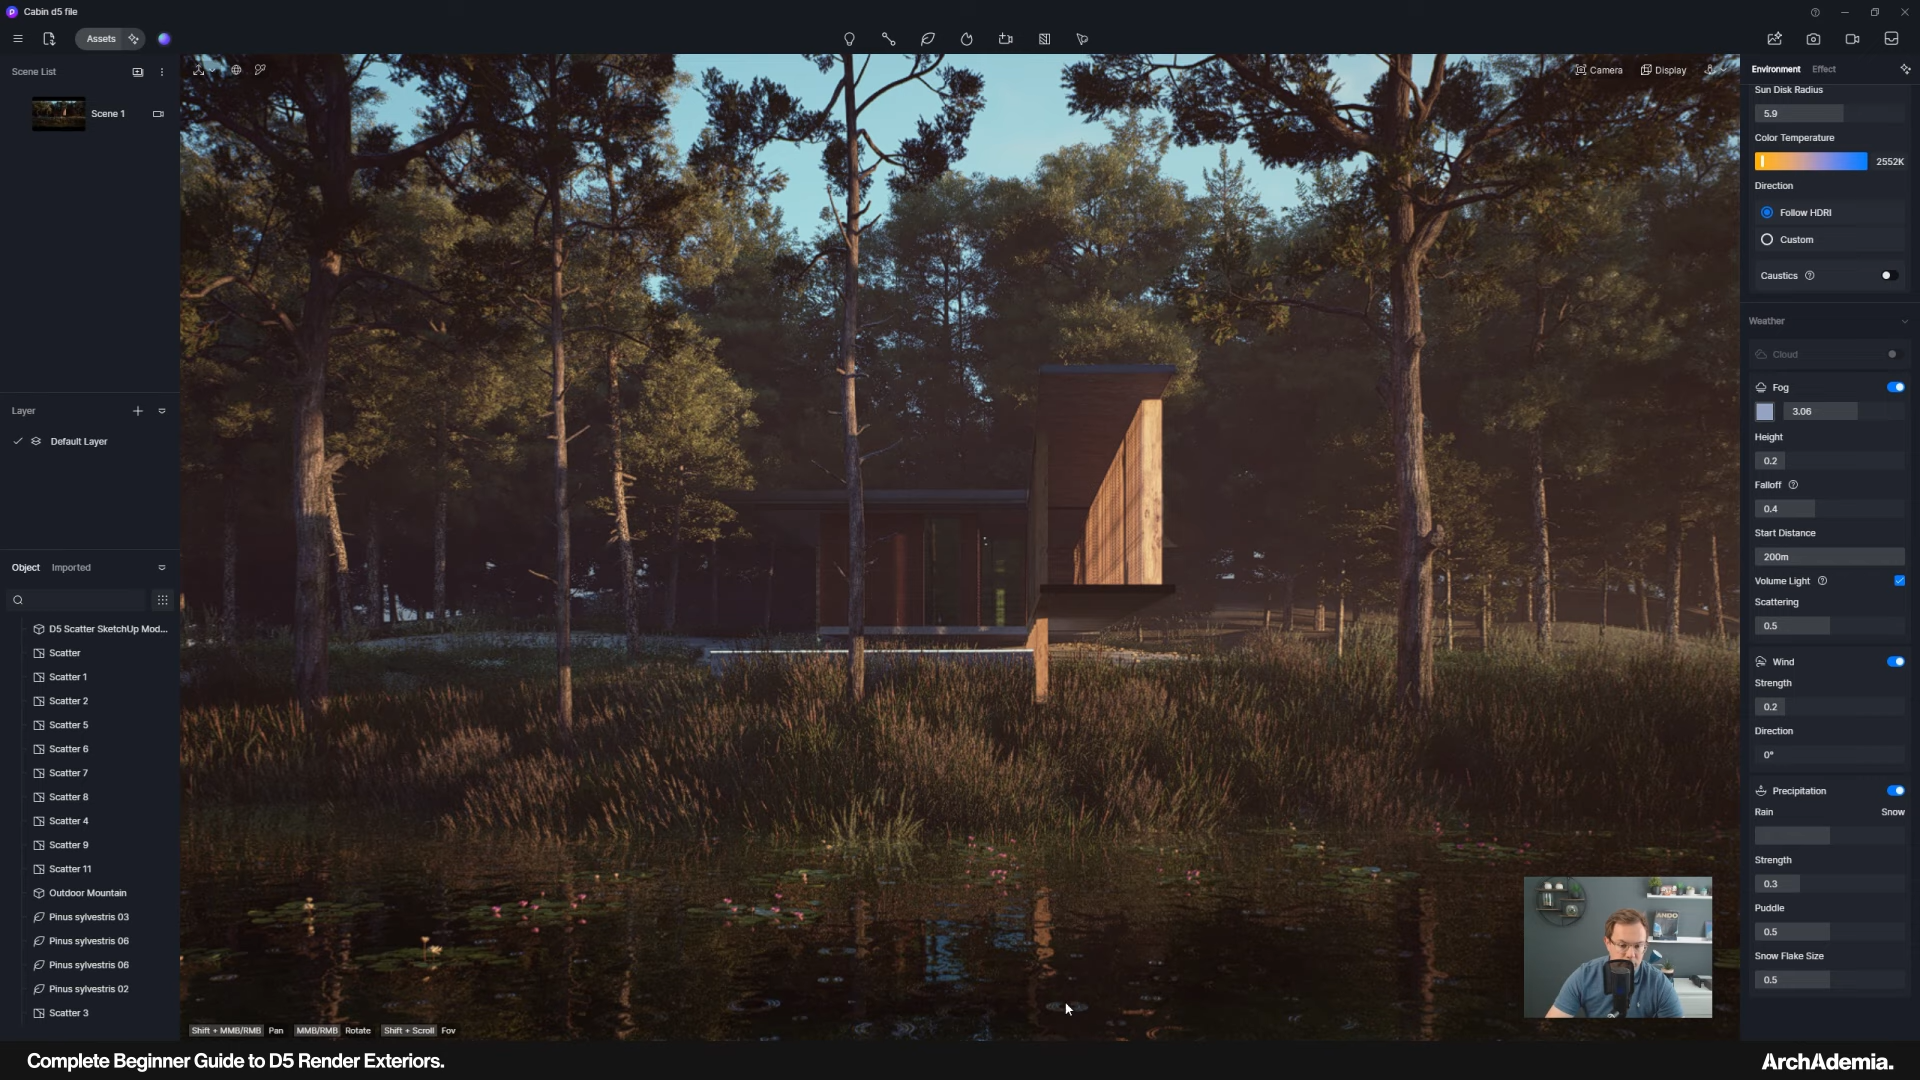 Cabin d5 file
Assets
Scene List
Scene 1
Layer
Default Layer
Object Imported
D5 Scatter SketchUp Mod...
Scatter
Scatter 1
Scatter 2
Scatter 5
Scatter 6
Scatter 7
Scatter 8
Scatter 4
Scatter 9
Scatter 11
Outdoor Mountain
Pinus sylvestris 03
Pinus sylvestris 06
Pinus sylvestris 06
Pinus sylvestris 02
Scatter 3
Camera Display
Shift + MMB/RMB Pan MMB/RMB Rotate Shift + Scroll Fov
ANDO
Environment Effect
Sun Disk Radius
5.9
Color Temperature
2552K
Direction
Follow HDRI
Custom
Caustics
Weather
Cloud
Fog
3.06
Height
0.2
Falloff
0.4
Start Distance
200m
Volume Light
Scattering
0.5
Wind
Strength
0.2
Direction
0°
Precipitation
Rain Snow
Strength
0.3
Puddle
0.5
Snow Flake Size
0.5
Complete Beginner Guide to D5 Render Exteriors.
ArchAdemia.